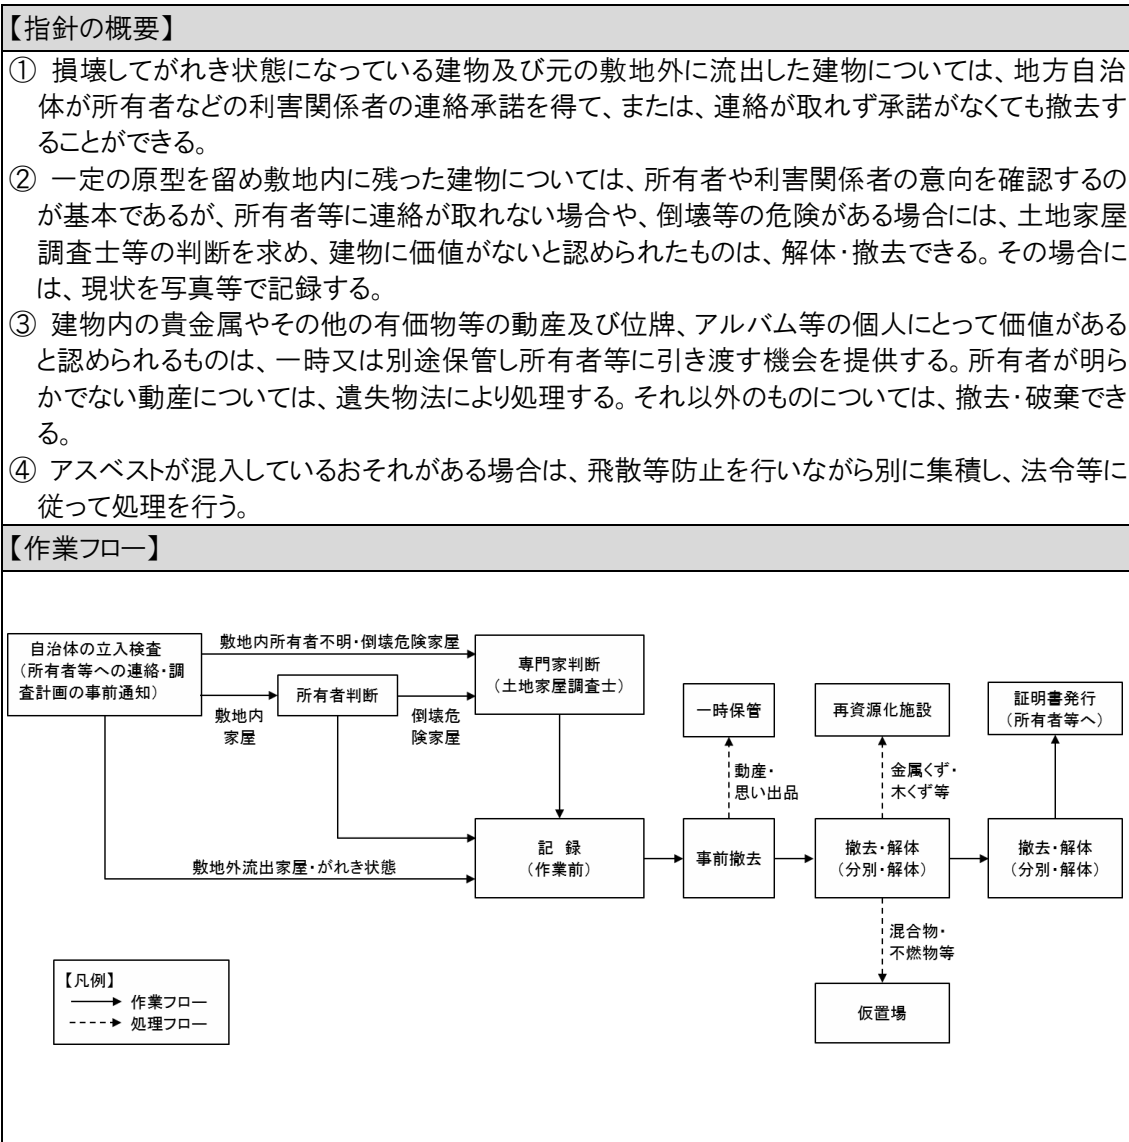 【指針の概要】
① 損壊してがれき状態になっている建物及び元の敷地外に流出した建物については、地方自治
体が所有者などの利害関係者の連絡承諾を得て、または、連絡が取れず承諾がなくても撤去す
ることができる。
② 一定の原型を留め敷地内に残った建物については、所有者や利害関係者の意向を確認するの
が基本であるが、所有者等に連絡が取れない場合や、倒壊等の危険がある場合には、土地家屋
調査士等の判断を求め、建物に価値がないと認められたものは、解体・撤去できる。その場合に
は、現状を写真等で記録する。
③ 建物内の貴金属やその他の有価物等の動産及び位牌、アルバム等の個人にとって価値がある
と認められるものは、一時又は別途保管し所有者等に引き渡す機会を提供する。所有者が明ら
かでない動産については、遺失物法により処理する。それ以外のものについては、撤去・破棄でき
る。
④ アスベストが混入しているおそれがある場合は、飛散等防止を行いながら別に集積し、法令等に
従って処理を行う。
【作業フロー】
自治体の立入検査
（所有者等への連絡・調
査計画の事前通知）
敷地内所有者不明・倒壊危険家屋
敷地内
家屋
所有者判断
倒壊危
険家屋
専門家判断
（土地家屋調査士）
敷地外流出家屋・がれき状態
記 録
（作業前）
一時保管
動産・
思い出品
事前撤去
再資源化施設
金属くず・
木くず等
撤去・解体
（分別・解体）
混合物・
不燃物等
仮置場
証明書発行
（所有者等へ）
撤去・解体
（分別・解体）
【凡例】
作業フロー
処理フロー